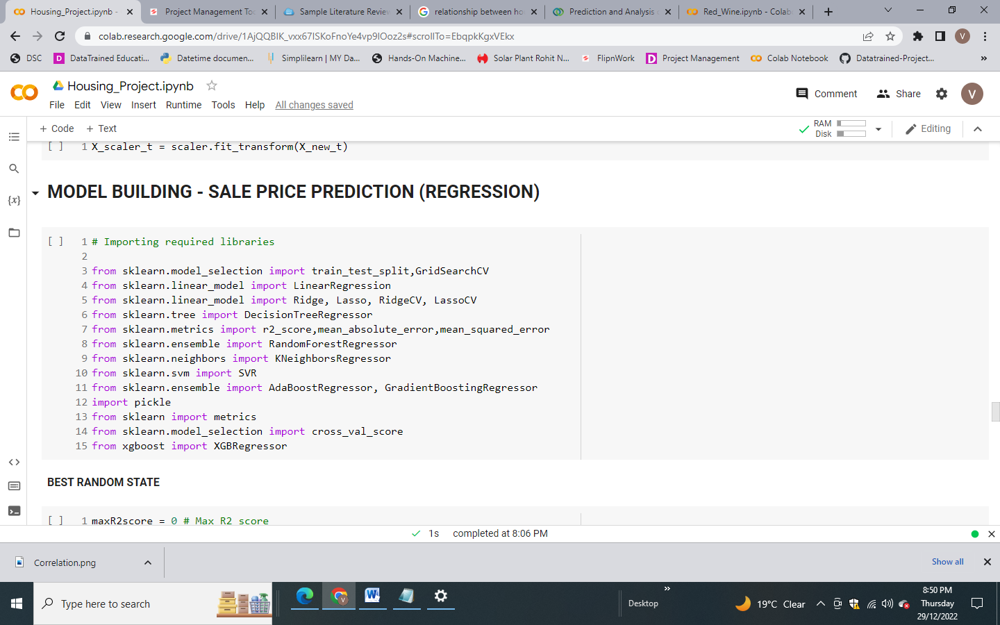 Housing_Project.ipynb -
Project Management Too
Sample Literature Review
relationship between ho
Prediction and Analysis
Red_Wine.ipynb - Colab
colab.research.google.com/drive/1AjQQBIK_vxx67ISKoFnoYe4vp9IOoz2s#scrollTo=EbqpkKgxVEkx
V
DSC
D DataTrained Educati...
Datetime documen...
Simplilearn | MY Da...
Hands-On Machine...
Solar Plant Rohit N...
FlipnWork
D Project Management
Colab Notebook
Datatrained-Project...
»
Housing_Project.ipynb
File Edit View Insert Runtime Tools Help All changes saved
Comment
Share
V
+ Code + Text
RAM
Disk
Editing
[ ] 1 X_scaler_t = scaler.fit_transform(X_new_t)
{x}
MODEL BUILDING - SALE PRICE PREDICTION (REGRESSION)
[ ] 1 # Importing required libraries
2
3 from sklearn.model_selection import train_test_split,GridSearchCV
4 from sklearn.linear_model import LinearRegression
5 from sklearn.linear_model import Ridge, Lasso, RidgeCV, LassoCV
6 from sklearn.tree import DecisionTreeRegressor
7 from sklearn.metrics import r2_score,mean_absolute_error,mean_squared_error
8 from sklearn.ensemble import RandomForestRegressor
9 from sklearn.neighbors import KNeighborsRegressor
10 from sklearn.svm import SVR
11 from sklearn.ensemble import AdaBoostRegressor, GradientBoostingRegressor
12 import pickle
13 from sklearn import metrics
14 from sklearn.model_selection import cross_val_score
15 from xgboost import XGBRegressor
BEST RANDOM STATE
[ ] 1 maxR2score = 0 # Max R2 score
1s completed at 8:06 PM
Correlation.png
Show all
Type here to search
Desktop
»
19°C Clear
8:50 PM
Thursday
29/12/2022